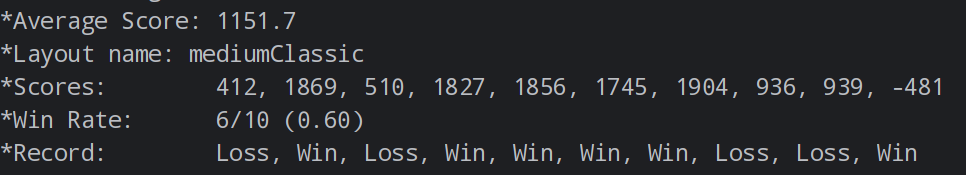 *Average Score: 1151.7
*Layout name: mediumClassic
*Scores:        412, 1869, 510, 1827, 1856, 1745, 1904, 936, 939, -481
*Win Rate:      6/10 (0.60)
*Record:        Loss, Win, Loss, Win, Win, Win, Win, Loss, Loss, Win